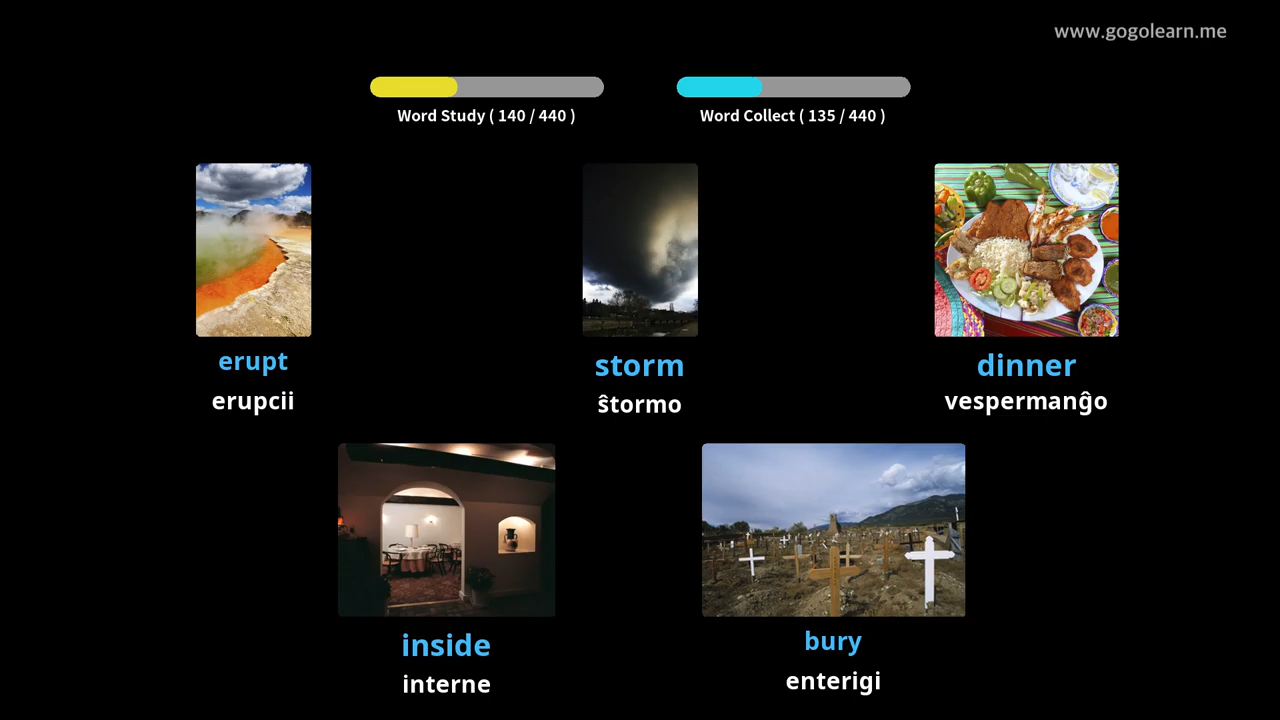 www.gogolearn.me
Word Study ( 140 / 440 )
Word Collect ( 135 / 440 )
erupt
erupcii
storm
ŝtormo
dinner
vespermanĝo
inside
interne
bury
enterigi